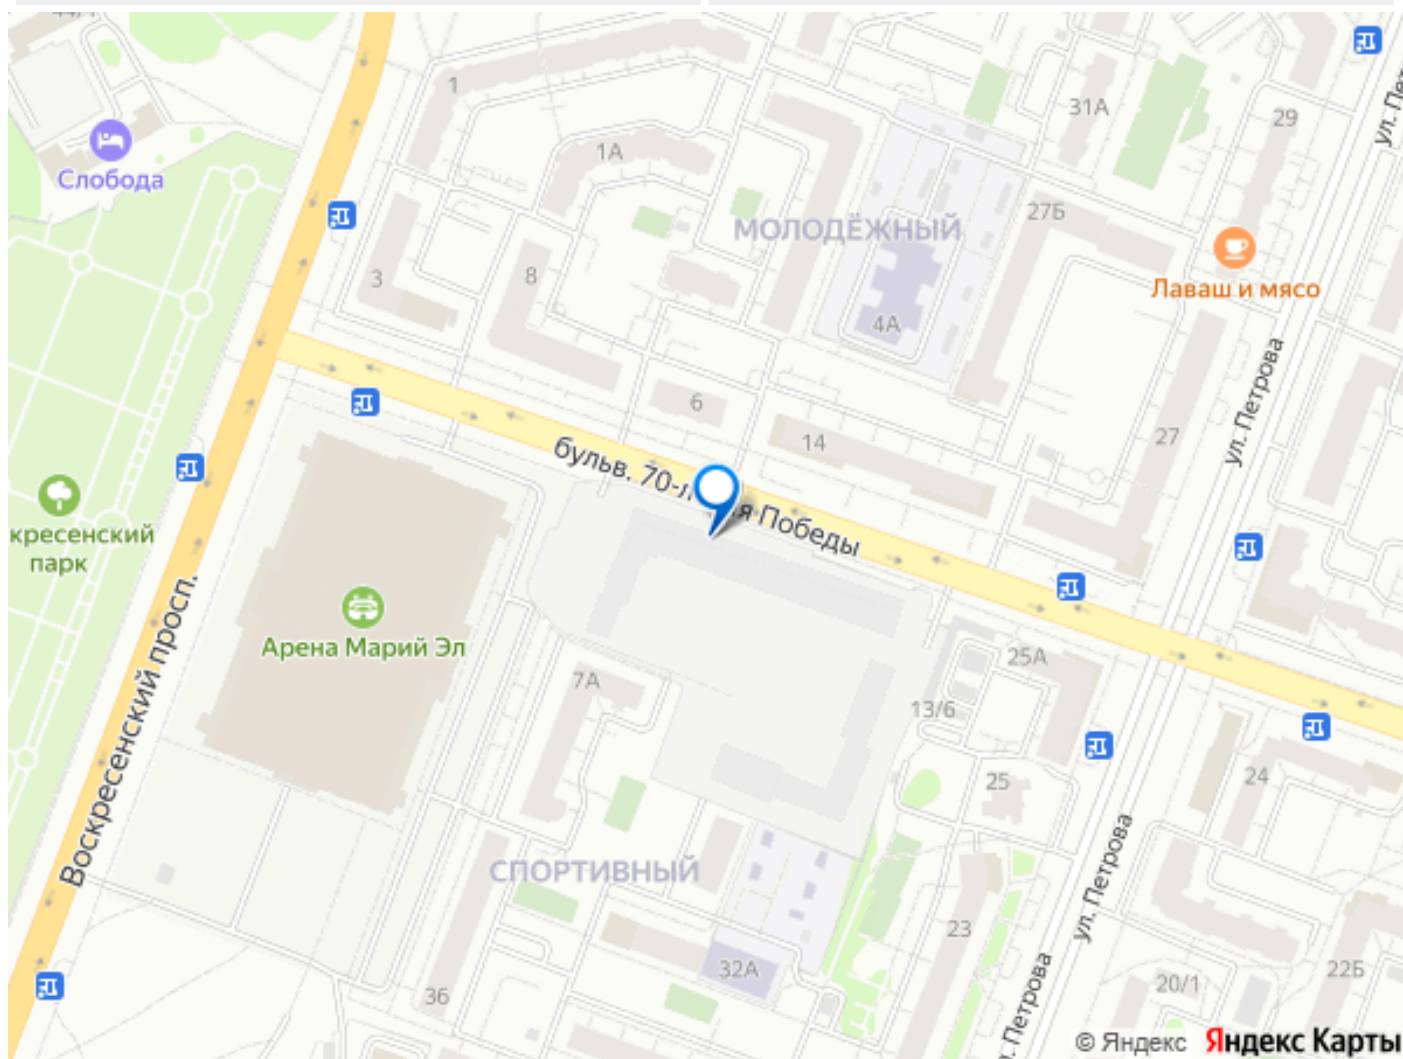 1
31А
29
1А
Слобода
27Б
МОЛОДЁЖНЫЙ
3
8
4А
Лаваш и мясо
ул. Петрова
6
14
27
бульв. 70-л
я Победы
кресенский
парк
Арена Марий Эл
Воскресенский просп.
7А
25А
13/6
25
24
ул. Петрова
СПОРТИВНЫЙ
23
32А
36
20/1
22Б
. Петрова
© Яндекс Яндекс Карты